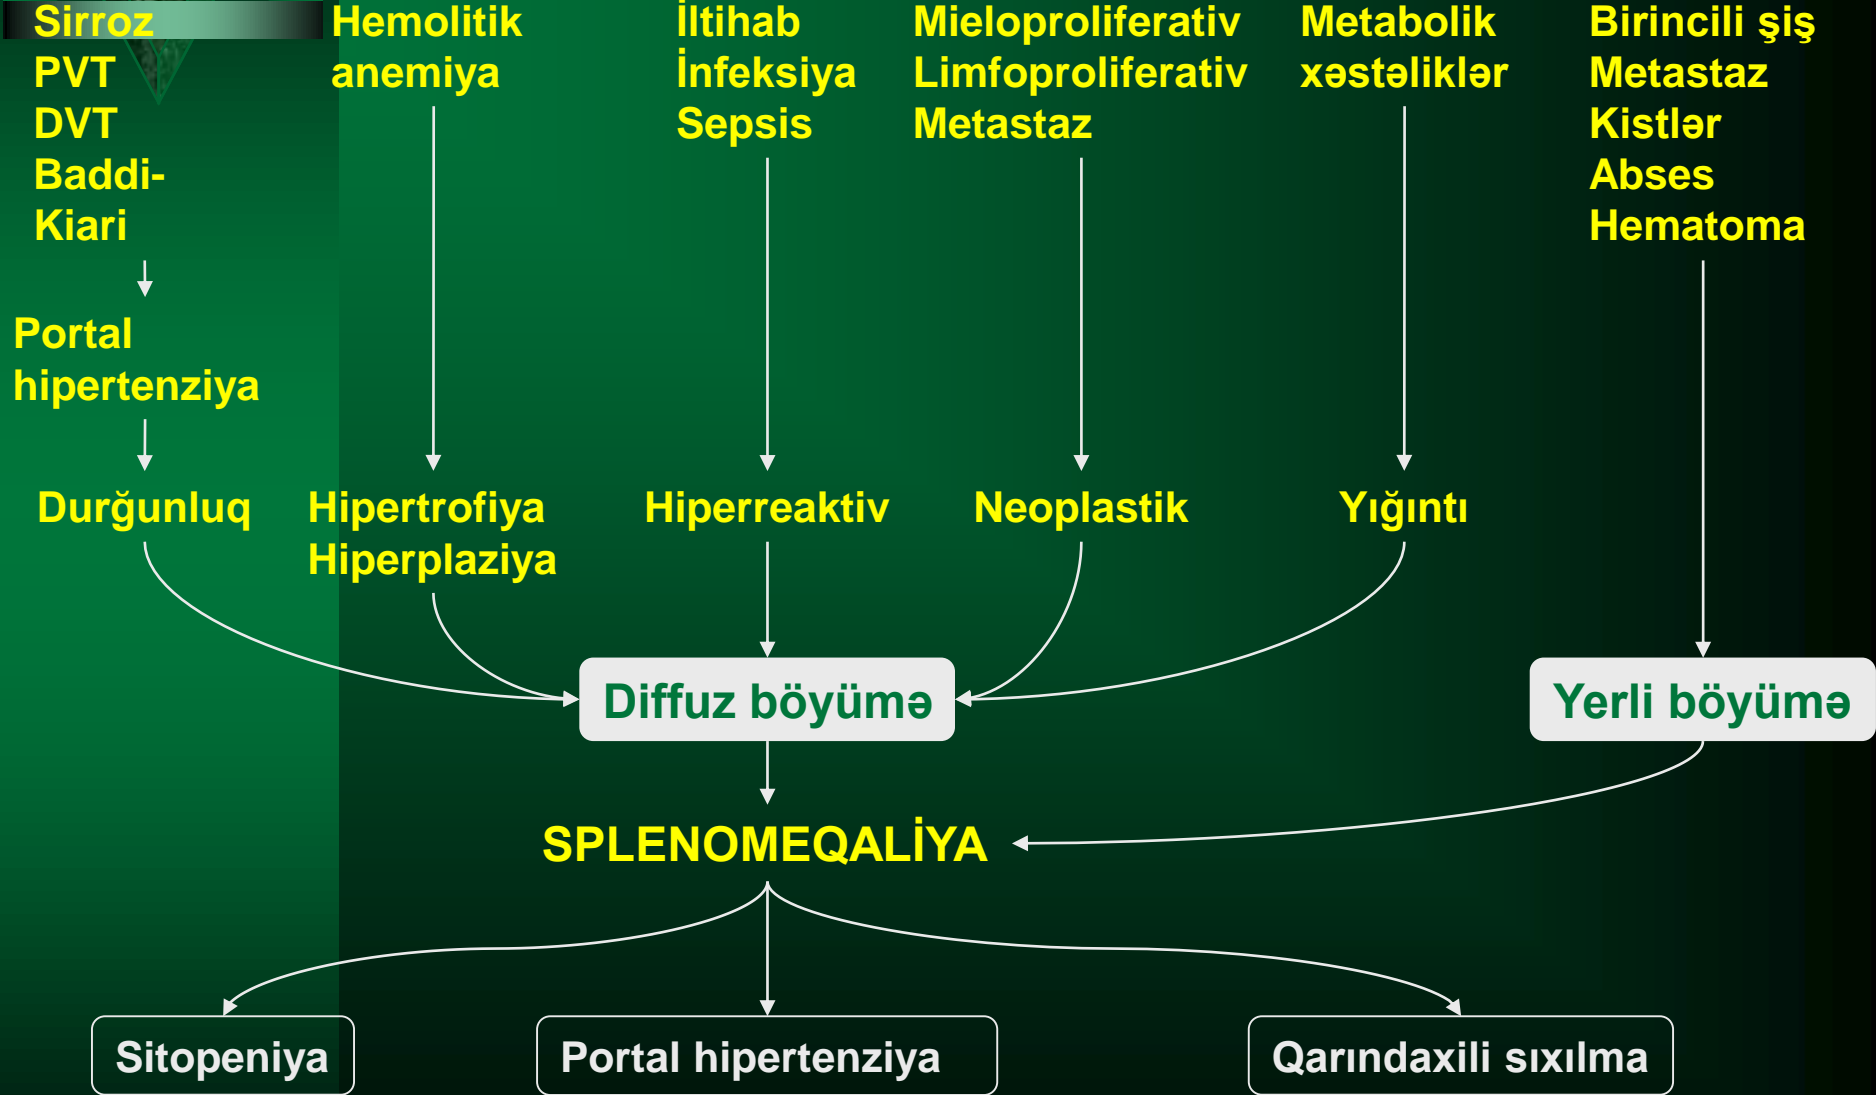 Sirroz
PVT
DVT
Baddi-
Kiari
Hemolitik
anemiya
İltihab
İnfeksiya
Sepsis
Mieloproliferativ
Limfoproliferativ
Metastaz
Metabolik
xəstəliklər
Birincili şiş
Metastaz
Kistlər
Abses
Hematoma
Portal
hipertenziya
Durğunluq
Hipertrofiya
Hiperplaziya
Hiperreaktiv
Neoplastik
Yığıntı
Diffuz böyümə
Yerli böyümə
SPLENOMEQALİYA
Sitopeniya
Portal hipertenziya
Qarındaxili sıxılma